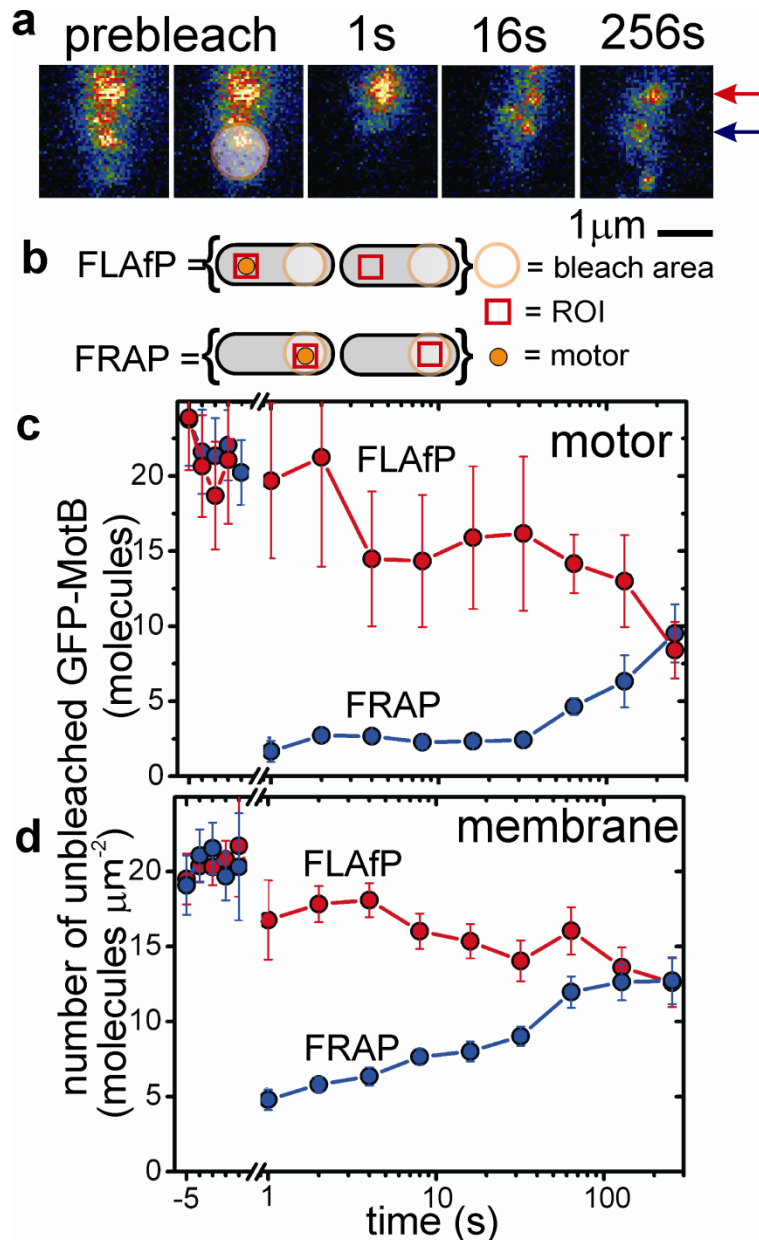 a
prebleach 1s 16s 256s
1μm
b
FLAfP = { } = bleach area
= ROI
FRAP = { } = motor
c
motor
FLAfP
FRAP
20
15
10
5
0
number of unbleached GFP-MotB
(molecules)
d
membrane
FLAfP
FRAP
20
15
10
5
0
(molecules μm⁻²)
-5 1 10 100
time (s)